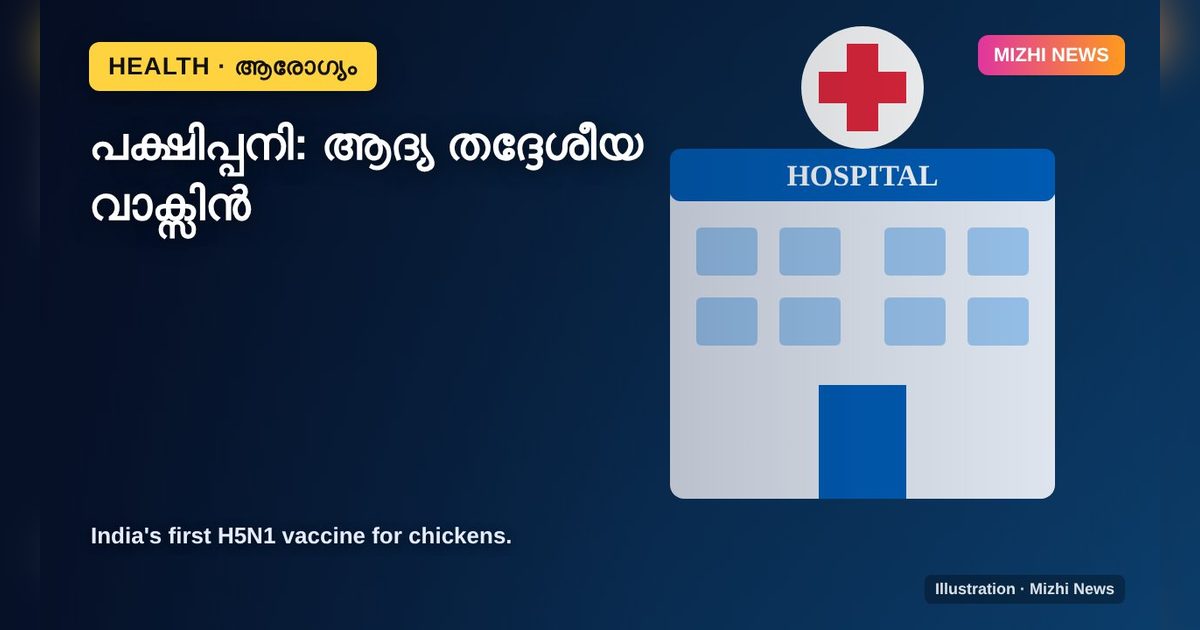 HEALTH · ആരോഗ്യം
MIZHI NEWS
പക്ഷിപ്പനി: ആദ്യ തദ്ദേശീയ
വാക്സിൻ
HOSPITAL
India's first H5N1 vaccine for chickens.
Illustration · Mizhi News